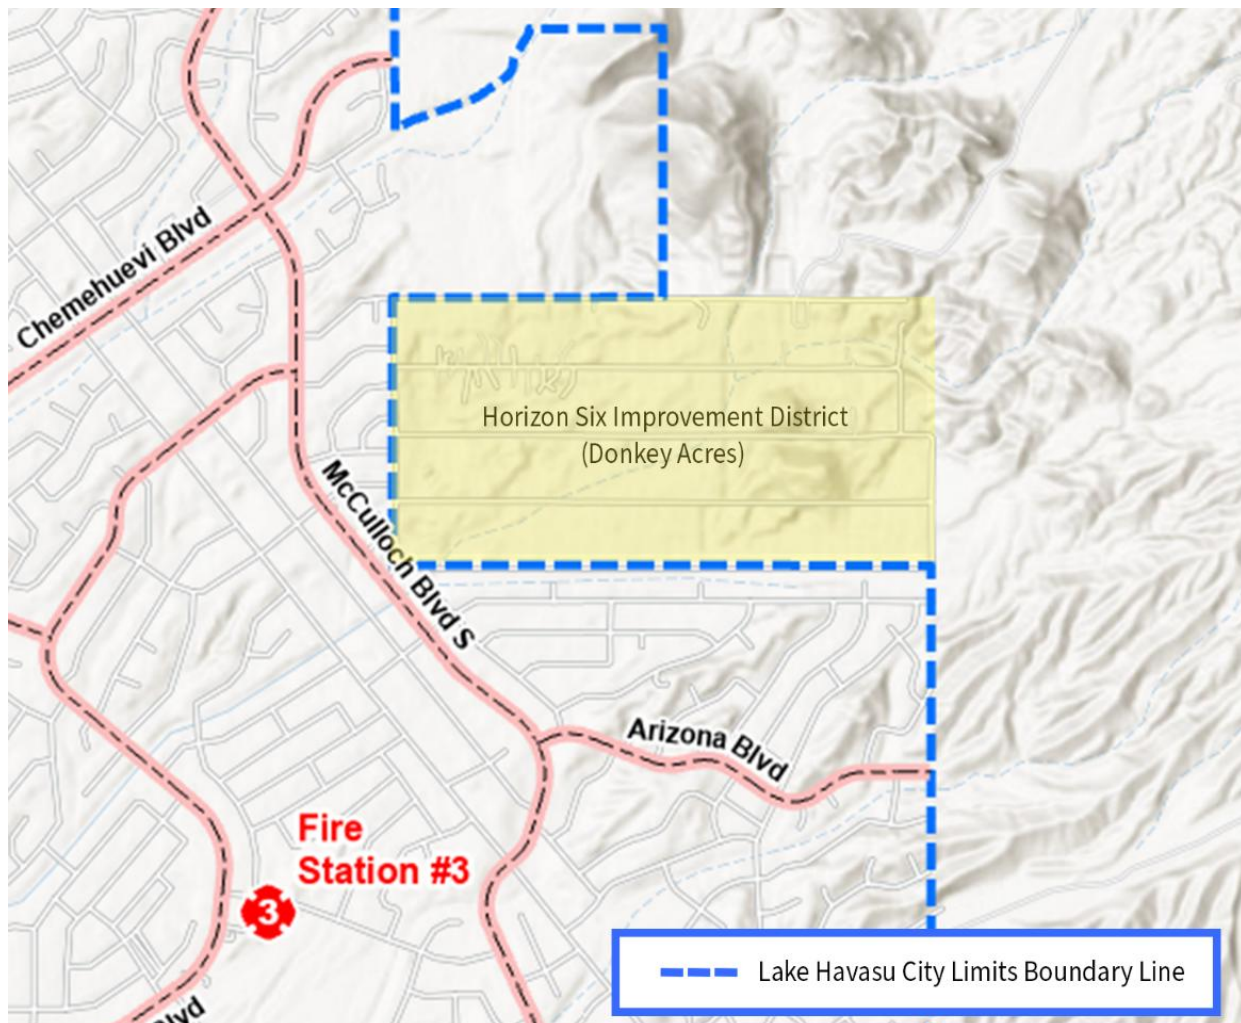 Chemehuevi Blvd
Horizon Six Improvement District
(Donkey Acres)
McCulloch Blvd S
Arizona Blvd
Fire
Station #3
3
Lake Havasu City Limits Boundary Line
lvd